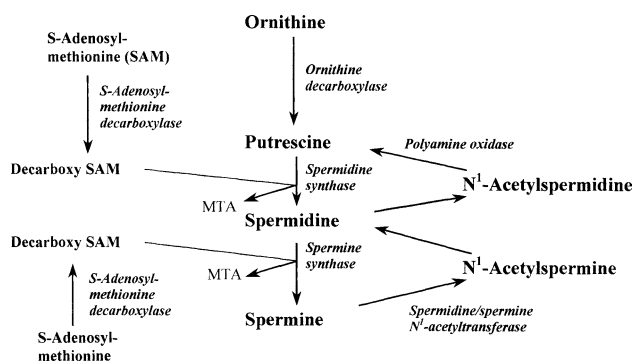 Ornithine
S-Adenosyl-
methionine (SAM)
Ornithine
decarboxylase
S-Adenosyl-
methionine
decarboxylase
Putrescine
Polyamine oxidase
Decarboxy SAM
Spermidine
synthase
N¹-Acetylspermidine
MTA
Spermidine
Decarboxy SAM
Spermine
synthase
MTA
N¹-Acetylspermine
S-Adenosyl-
methionine
decarboxylase
Spermine
Spermidine/spermine
N¹-acetyltransferase
S-Adenosyl-
methionine